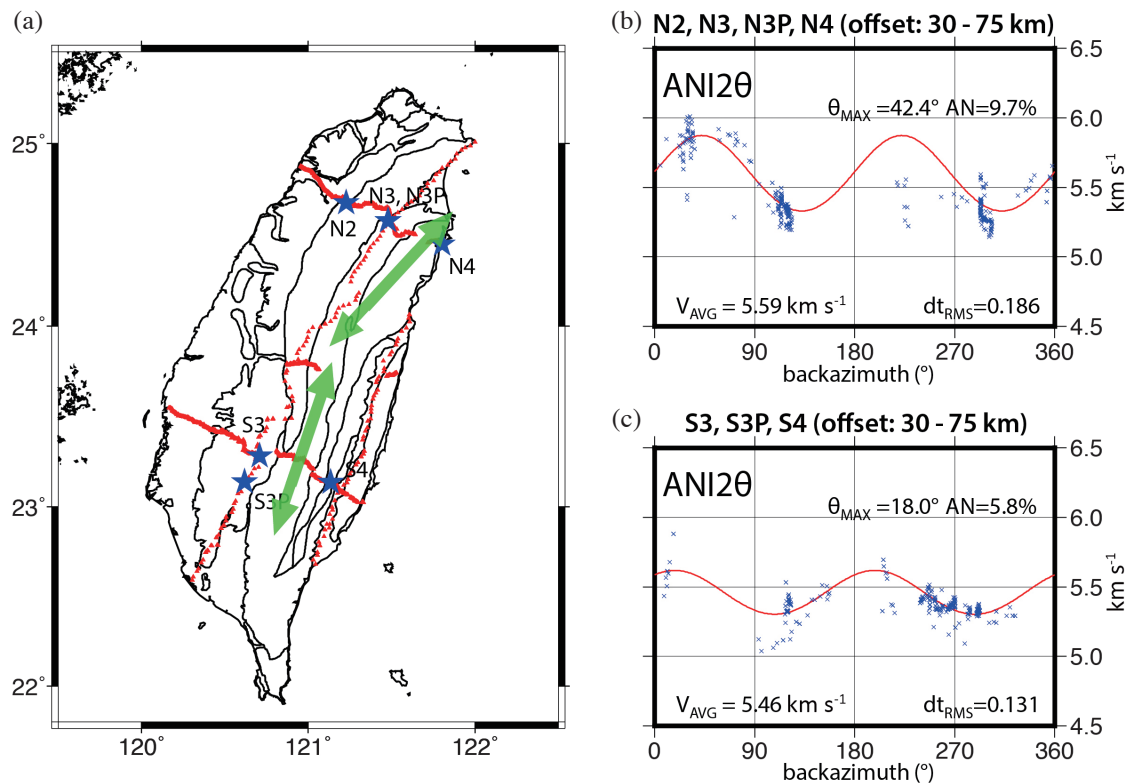 (a)
25°
24°
23°
22°
120°
121°
122°
N2
N3, N3P
N4
S3
S3P
S4
(b)
N2, N3, N3P, N4 (offset: 30 - 75 km)
ANI2θ
θMAX =42.4° AN=9.7%
VAVG = 5.59 km s-1
dtRMS=0.186
6.5
6.0
5.5
5.0
4.5
km s-1
0 90 180 270 360
backazimuth (°)
(c)
S3, S3P, S4 (offset: 30 - 75 km)
ANI2θ
θMAX =18.0° AN=5.8%
VAVG = 5.46 km s-1
dtRMS=0.131
6.5
6.0
5.5
5.0
4.5
km s-1
0 90 180 270 360
backazimuth (°)